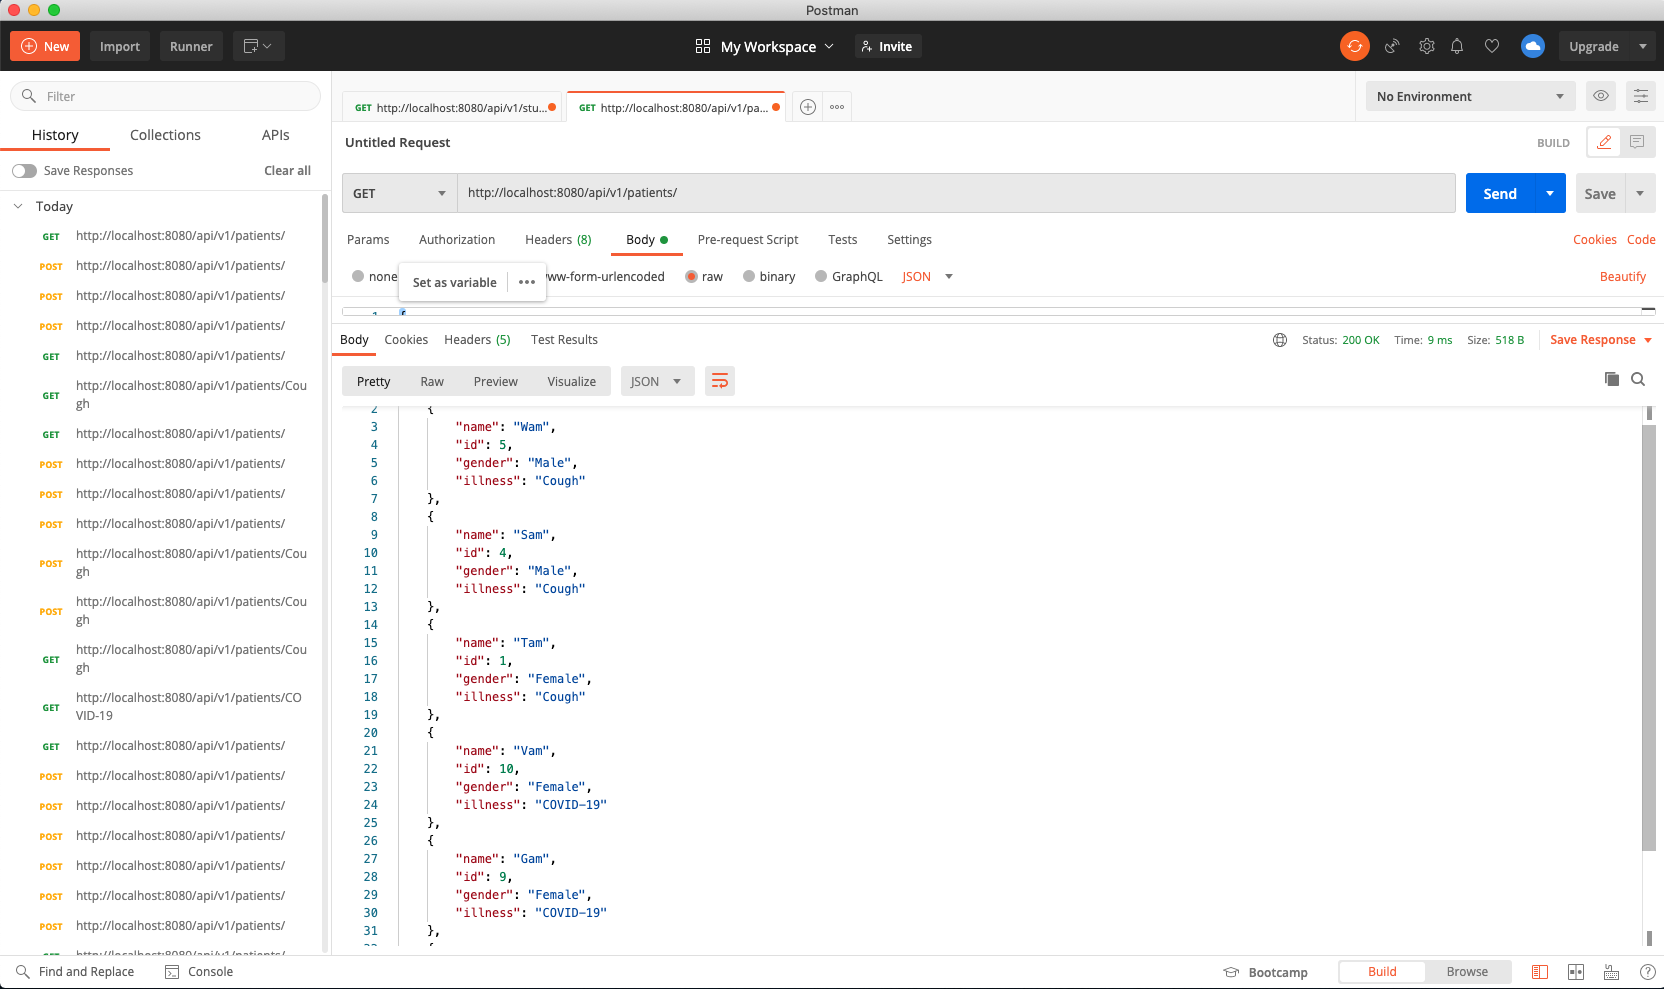 Postman
New
Import
Runner
My Workspace
Invite
Upgrade
Filter
History
Collections
APIs
Save Responses
Clear all
Today
GET http://localhost:8080/api/v1/patients/
POST http://localhost:8080/api/v1/patients/
POST http://localhost:8080/api/v1/patients/
POST http://localhost:8080/api/v1/patients/
GET http://localhost:8080/api/v1/patients/
GET http://localhost:8080/api/v1/patients/Cou
gh
GET http://localhost:8080/api/v1/patients/
POST http://localhost:8080/api/v1/patients/
POST http://localhost:8080/api/v1/patients/
POST http://localhost:8080/api/v1/patients/
POST http://localhost:8080/api/v1/patients/Cou
gh
POST http://localhost:8080/api/v1/patients/Cou
gh
GET http://localhost:8080/api/v1/patients/Cou
gh
GET http://localhost:8080/api/v1/patients/CO
VID-19
GET http://localhost:8080/api/v1/patients/
POST http://localhost:8080/api/v1/patients/
POST http://localhost:8080/api/v1/patients/
POST http://localhost:8080/api/v1/patients/
POST http://localhost:8080/api/v1/patients/
POST http://localhost:8080/api/v1/patients/
POST http://localhost:8080/api/v1/patients/
GET http://localhost:8080/api/v1/stu...
GET http://localhost:8080/api/v1/pa...
No Environment
Untitled Request
BUILD
GET
http://localhost:8080/api/v1/patients/
Send
Save
Params
Authorization
Headers (8)
Body
Pre-request Script
Tests
Settings
Cookies
Code
none
Set as variable
ww-form-urlencoded
raw
binary
GraphQL
JSON
Beautify
1 {
Body
Cookies
Headers (5)
Test Results
Status: 200 OK
Time: 9 ms
Size: 518 B
Save Response
Pretty
Raw
Preview
Visualize
JSON
2 {
3 "name": "Wam",
4 "id": 5,
5 "gender": "Male",
6 "illness": "Cough"
7 },
8 {
9 "name": "Sam",
10 "id": 4,
11 "gender": "Male",
12 "illness": "Cough"
13 },
14 {
15 "name": "Tam",
16 "id": 1,
17 "gender": "Female",
18 "illness": "Cough"
19 },
20 {
21 "name": "Vam",
22 "id": 10,
23 "gender": "Female",
24 "illness": "COVID-19"
25 },
26 {
27 "name": "Gam",
28 "id": 9,
29 "gender": "Female",
30 "illness": "COVID-19"
31 },
Find and Replace
Console
Bootcamp
Build
Browse